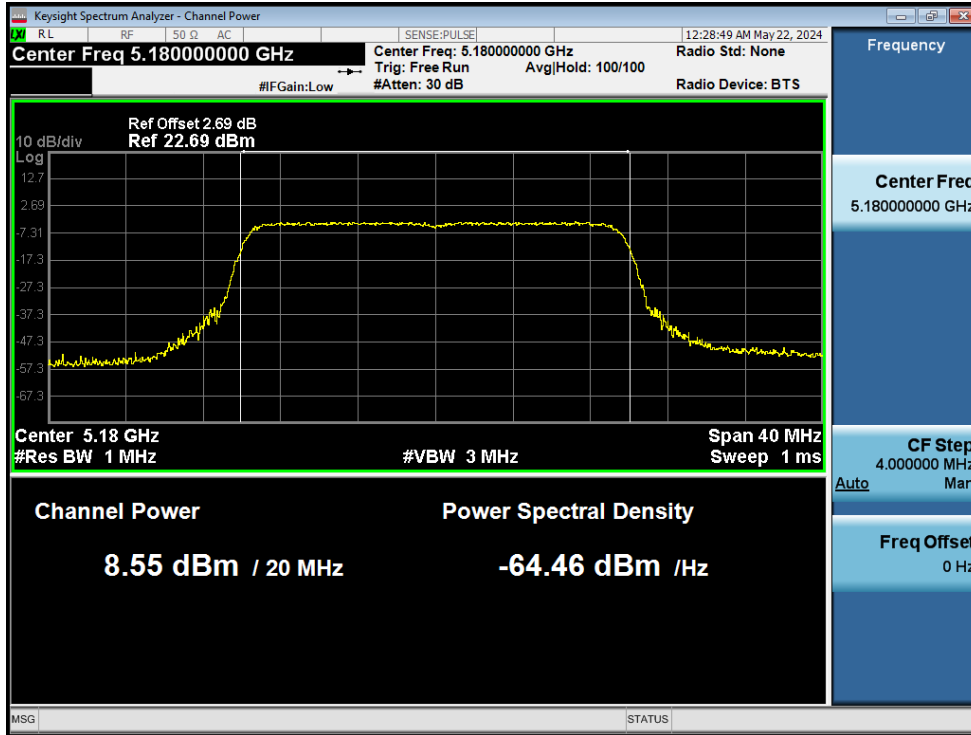 Keysight Spectrum Analyzer - Channel Power
LXI RL RF 50 Ω AC SENSE:PULSE 12:28:49 AM May 22, 2024
Center Freq 5.180000000 GHz
Center Freq: 5.180000000 GHz Radio Std: None
Trig: Free Run Avg|Hold: 100/100
#IFGain:Low #Atten: 30 dB Radio Device: BTS
Ref Offset 2.69 dB
10 dB/div Ref 22.69 dBm
Log
12.7
2.69
-7.31
-17.3
-27.3
-37.3
-47.3
-57.3
-67.3
Center 5.18 GHz Span 40 MHz
#Res BW 1 MHz #VBW 3 MHz Sweep 1 ms
Channel Power Power Spectral Density
8.55 dBm / 20 MHz -64.46 dBm /Hz
Frequency
Center Freq
5.180000000 GHz
CF Step
4.000000 MHz
Auto Man
Freq Offset
0 Hz
MSG STATUS